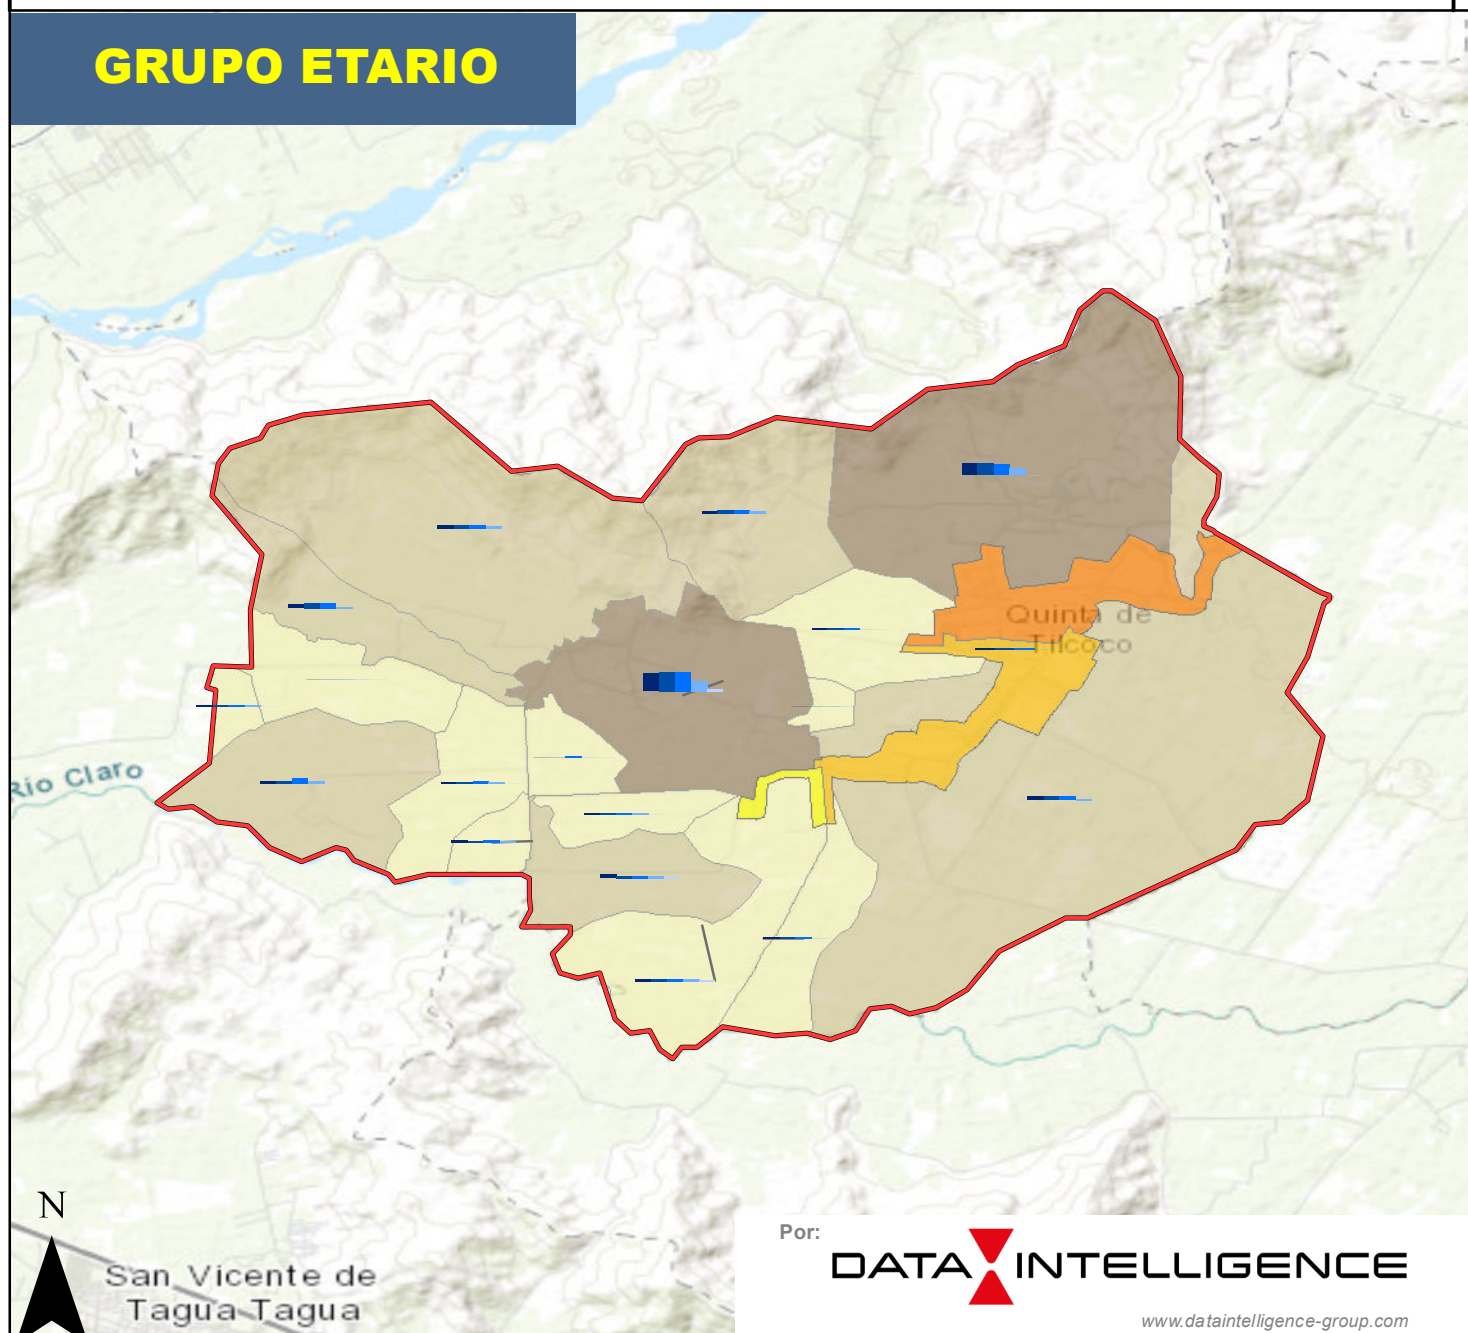 GRUPO ETARIO
Quinta de
Tilcoco
Rio Claro
N
San Vicente de
Tagua Tagua
Por:
DATA INTELLIGENCE
www.dataintelligence-group.com